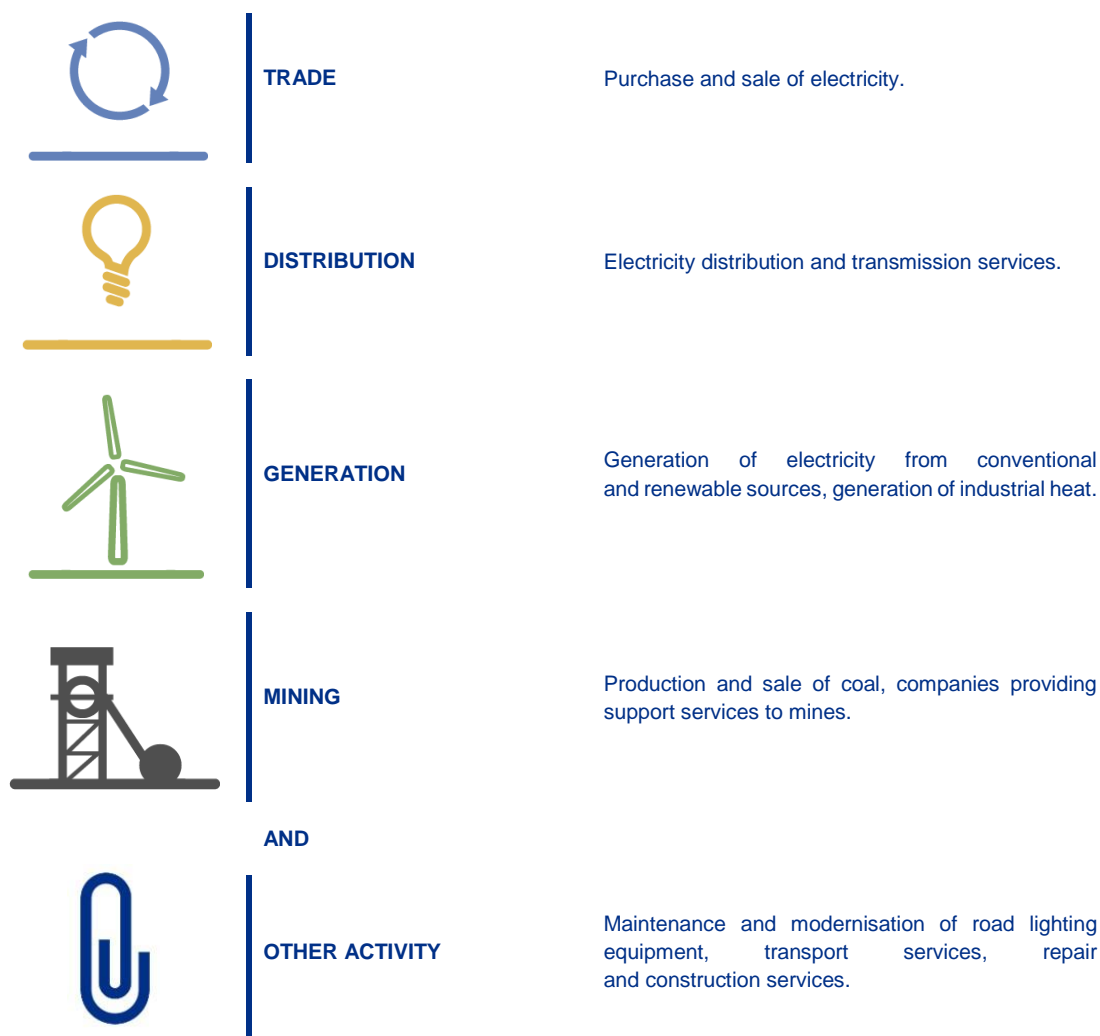 TRADE
Purchase and sale of electricity.
DISTRIBUTION
Electricity distribution and transmission services.
GENERATION
Generation of electricity from conventional
and renewable sources, generation of industrial heat.
MINING
Production and sale of coal, companies providing
support services to mines.
AND
OTHER ACTIVITY
Maintenance and modernisation of road lighting
equipment, transport services, repair
and construction services.